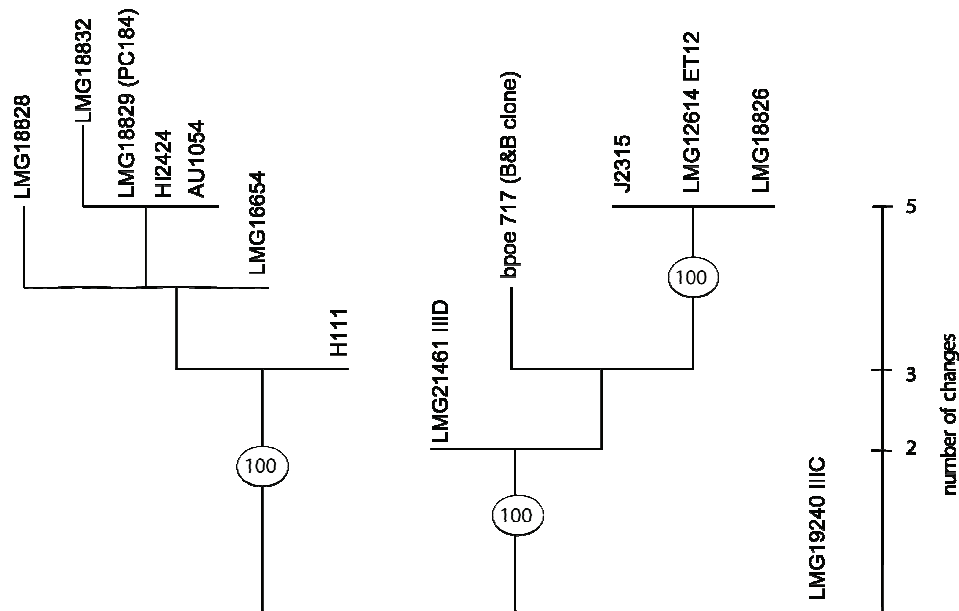 LMG18828
LMG18832
LMG18829 (PC184)
HI2424
AU1054
LMG16654
H111
100
LMG21461 IIID
bpoe 717 (B&B clone)
J2315
LMG12614 ET12
LMG18826
100
100
LMG19240 IIIC
5
3
2
number of changes